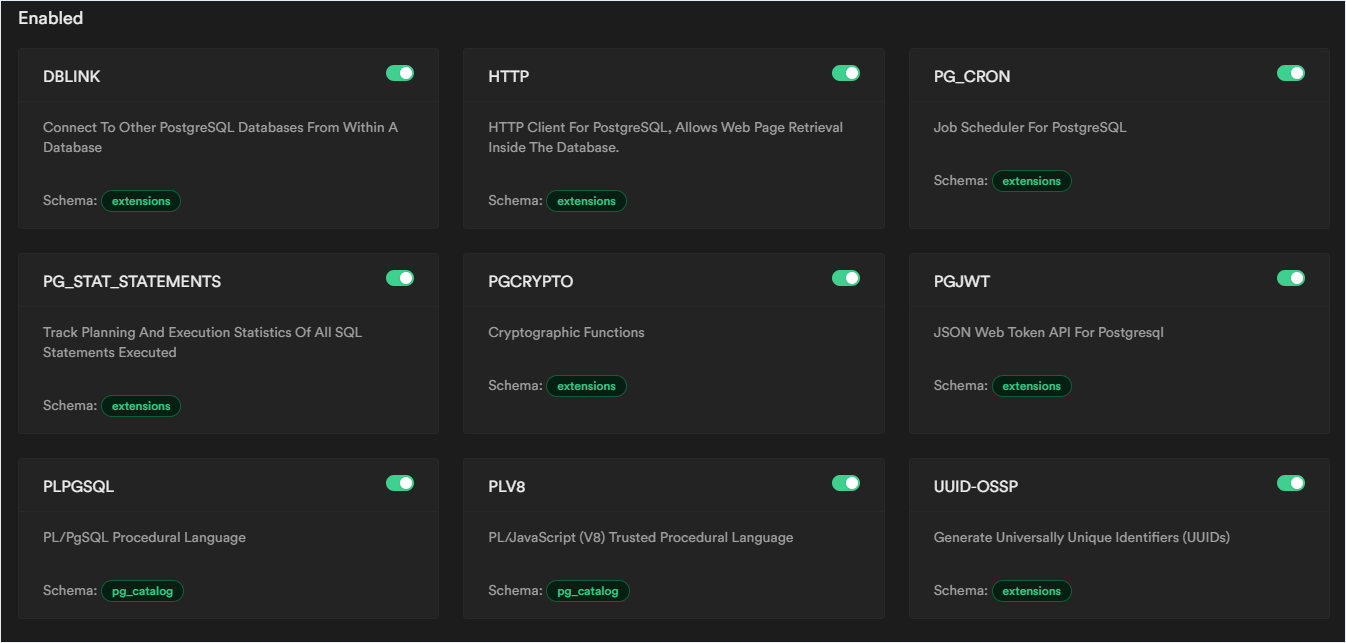 Enabled
DBLINK
Connect To Other PostgreSQL Databases From Within A
Database
Schema: extensions
HTTP
HTTP Client For PostgreSQL, Allows Web Page Retrieval
Inside The Database.
Schema: extensions
PG_CRON
Job Scheduler For PostgreSQL
Schema: extensions
PG_STAT_STATEMENTS
Track Planning And Execution Statistics Of All SQL
Statements Executed
Schema: extensions
PGCRYPTO
Cryptographic Functions
Schema: extensions
PGJWT
JSON Web Token API For Postgresql
Schema: extensions
PLPGSQL
PL/PgSQL Procedural Language
Schema: pg_catalog
PLV8
PL/JavaScript (V8) Trusted Procedural Language
Schema: pg_catalog
UUID-OSSP
Generate Universally Unique Identifiers (UUIDs)
Schema: extensions